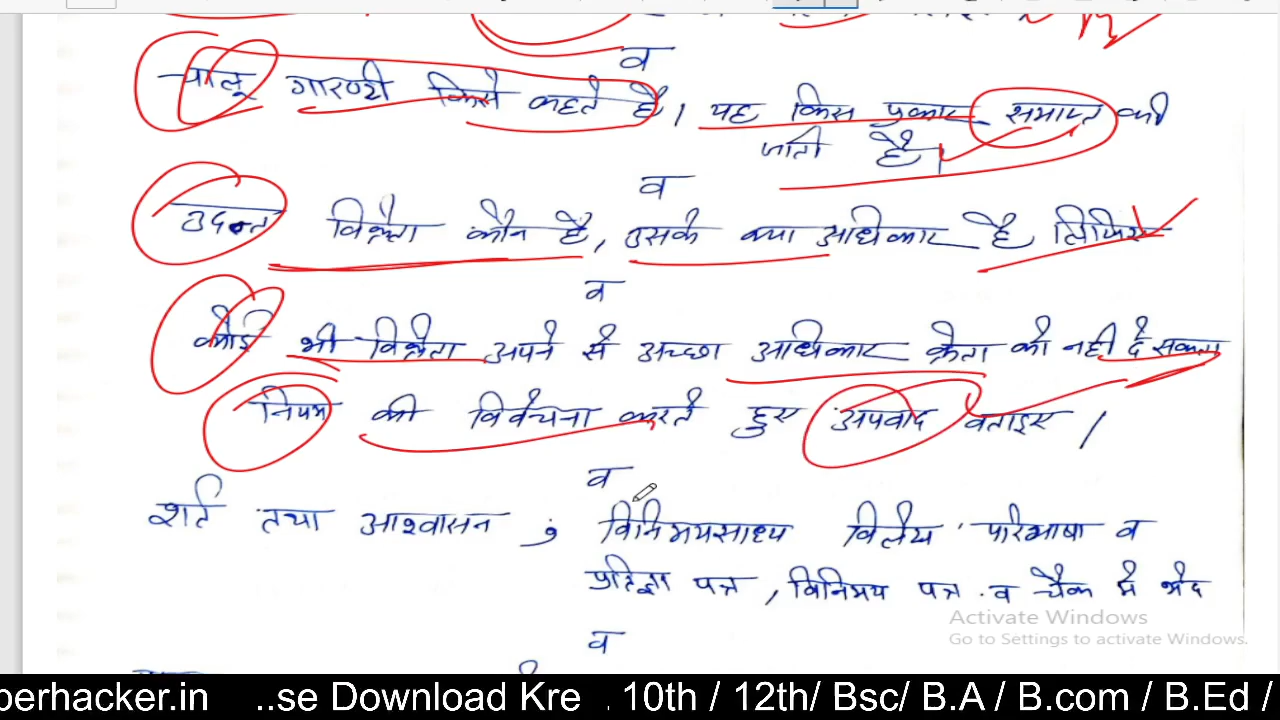 व
चालू गारण्टी किसे कहते है। यह किस प्रकार समाप्त की
जाती है।
व
उदत्त विक्रेता कौन है, उसके क्या अधिकार है लिखिए
व
कोई भी विक्रेता अपने से अच्छा अधिकार क्रेता को नही दे सकता
नियम की विवेचना करते हुए अपवाद बताइए।
व
शर्त तथा आश्वासन ; विनिमयसाध्य विलेख परिभाषा व
प्रतिज्ञा पत्र, विनिमय पत्र व चैक मे भेद
Activate Windows
Go to Settings to activate Windows.
व
perhacker.in ..se Download Kre . 10th / 12th/ Bsc/ B.A / B.com / B.Ed /